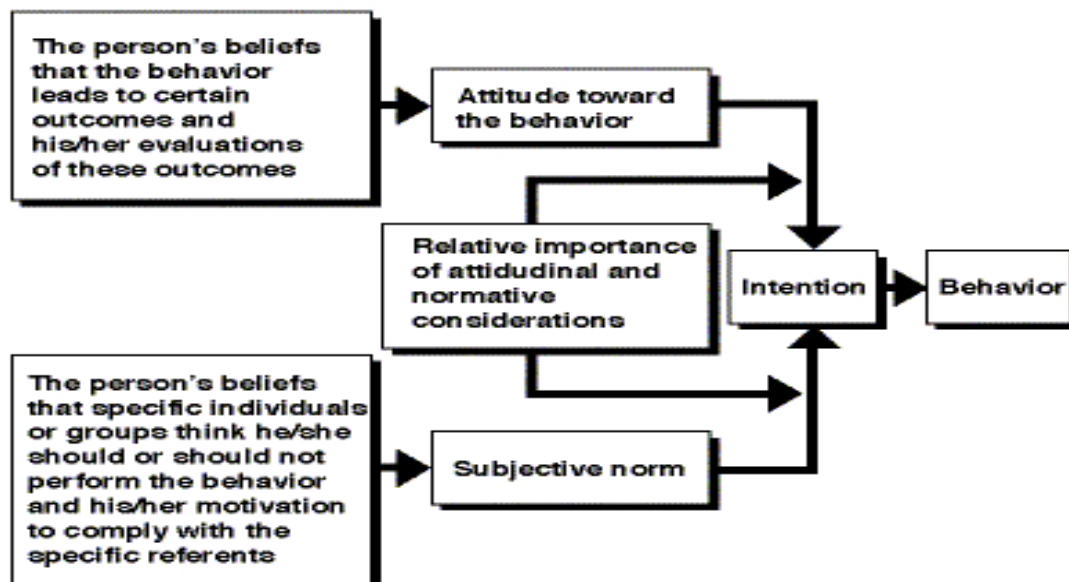 The person's beliefs
that the behavior
leads to certain
outcomes and
his/her evaluations
of these outcomes
Attitude toward
the behavior
Relative importance
of attidudinal and
normative
considerations
Intention
Behavior
The person's beliefs
that specific individuals
or groups think he/she
should or should not
perform the behavior
and his/her motivation
to comply with the
specific referents
Subjective norm